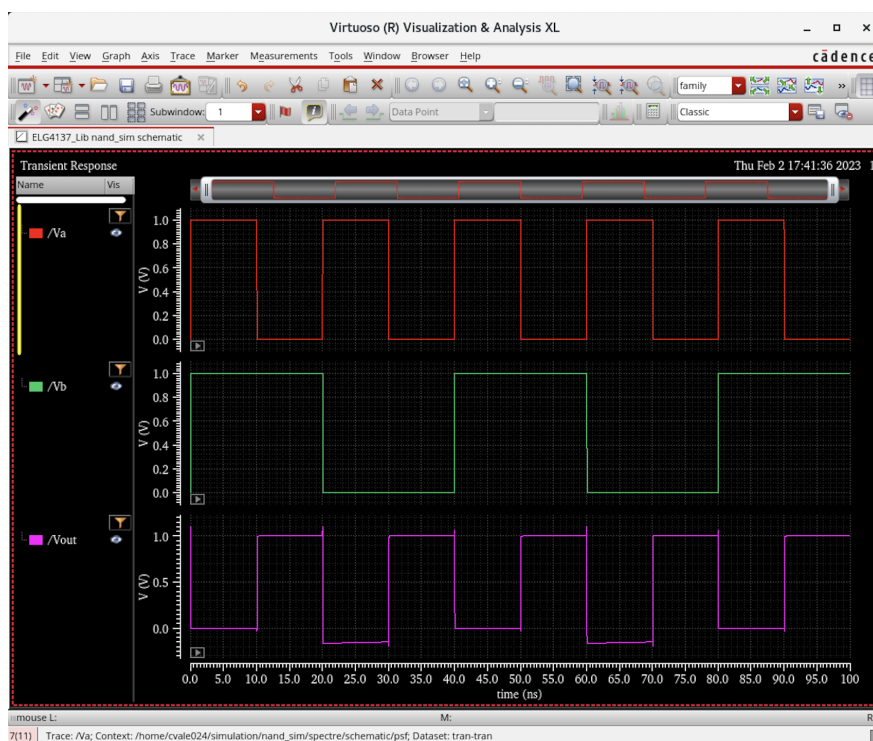 Virtuoso (R) Visualization & Analysis XL
File Edit View Graph Axis Trace Marker Measurements Tools Window Browser Help cādence
family
Subwindow: 1 Data Point Classic
ELG4137_Lib nand_sim schematic
Transient Response Thu Feb 2 17:41:36 2023 1
Name Vis
/Va
V (V)
1.0
0.8
0.6
0.4
0.2
0.0
/Vb
V (V)
1.0
0.8
0.6
0.4
0.2
0.0
/Vout
V (V)
1.0
0.5
0.0
0.0 5.0 10.0 15.0 20.0 25.0 30.0 35.0 40.0 45.0 50.0 55.0 60.0 65.0 70.0 75.0 80.0 85.0 90.0 95.0 100
time (ns)
mouse L: M: R
7(11) Trace: /Va; Context: /home/cvale024/simulation/nand_sim/spectre/schematic/psf; Dataset: tran-tran